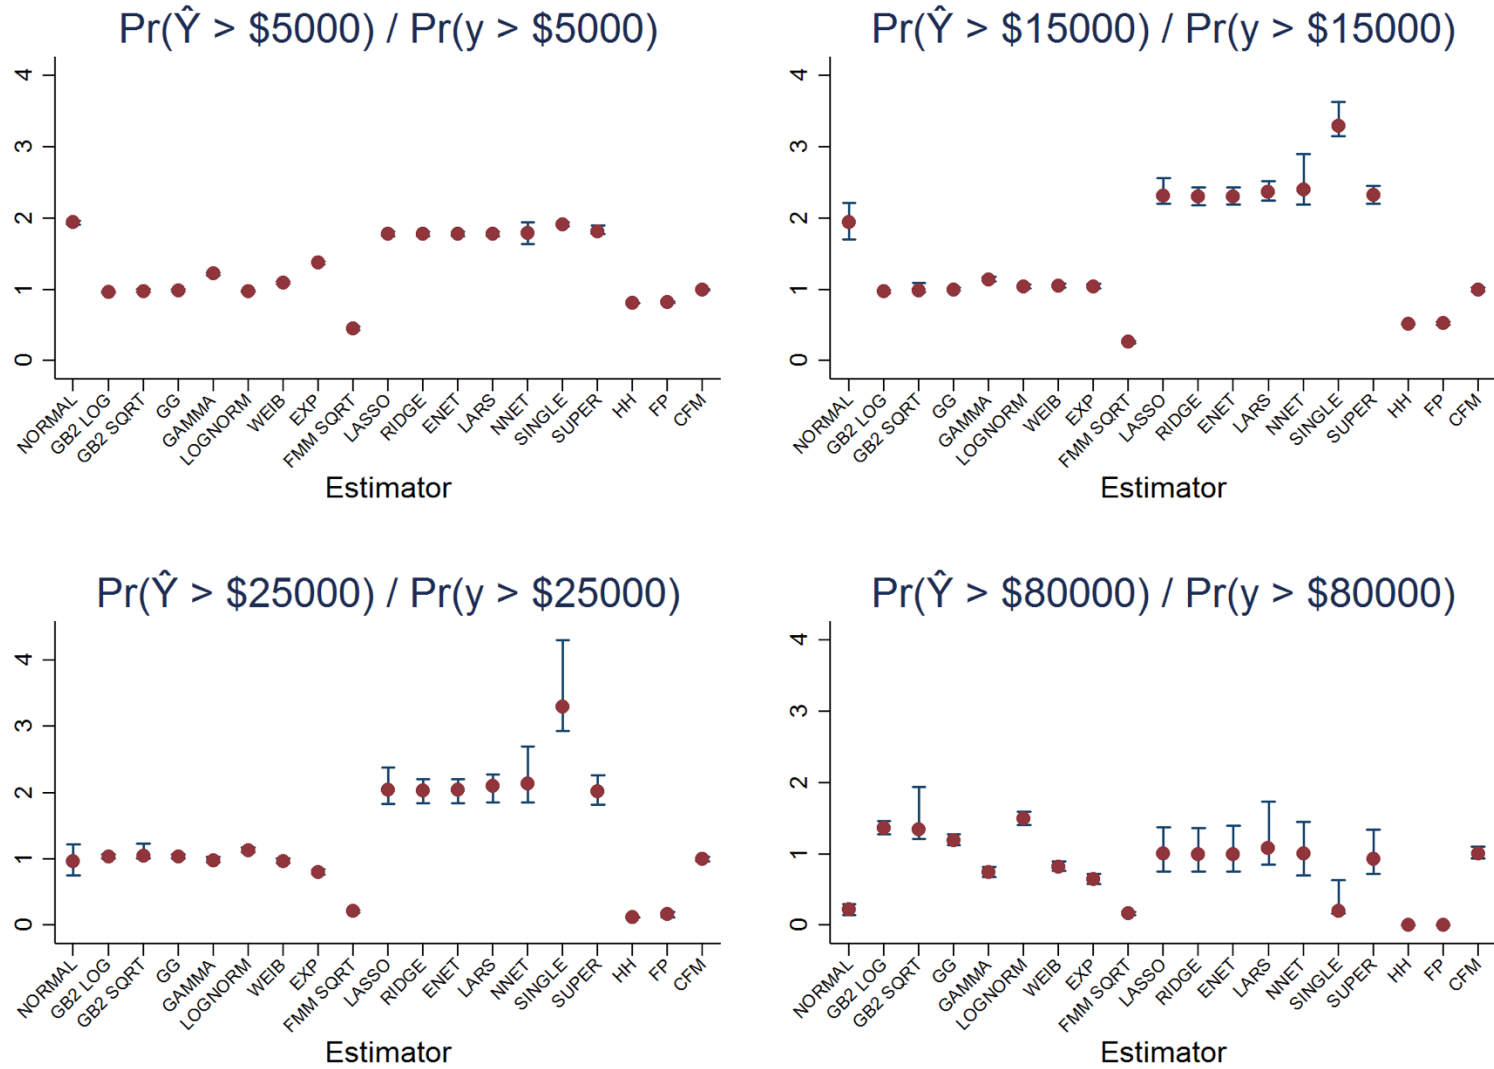 Pr(Ŷ > $5000) / Pr(y > $5000)
4
3
2
1
0
NORMAL
GB2 LOG
GB2 SQRT
GG
GAMMA
LOGNORM
WEIB
EXP
FMM SQRT
LASSO
RIDGE
ENET
LARS
NNET
SINGLE
SUPER
HH
FP
CFM
Estimator
Pr(Ŷ > $15000) / Pr(y > $15000)
4
3
2
1
0
NORMAL
GB2 LOG
GB2 SQRT
GG
GAMMA
LOGNORM
WEIB
EXP
FMM SQRT
LASSO
RIDGE
ENET
LARS
NNET
SINGLE
SUPER
HH
FP
CFM
Estimator
Pr(Ŷ > $25000) / Pr(y > $25000)
4
3
2
1
0
NORMAL
GB2 LOG
GB2 SQRT
GG
GAMMA
LOGNORM
WEIB
EXP
FMM SQRT
LASSO
RIDGE
ENET
LARS
NNET
SINGLE
SUPER
HH
FP
CFM
Estimator
Pr(Ŷ > $80000) / Pr(y > $80000)
4
3
2
1
0
NORMAL
GB2 LOG
GB2 SQRT
GG
GAMMA
LOGNORM
WEIB
EXP
FMM SQRT
LASSO
RIDGE
ENET
LARS
NNET
SINGLE
SUPER
HH
FP
CFM
Estimator